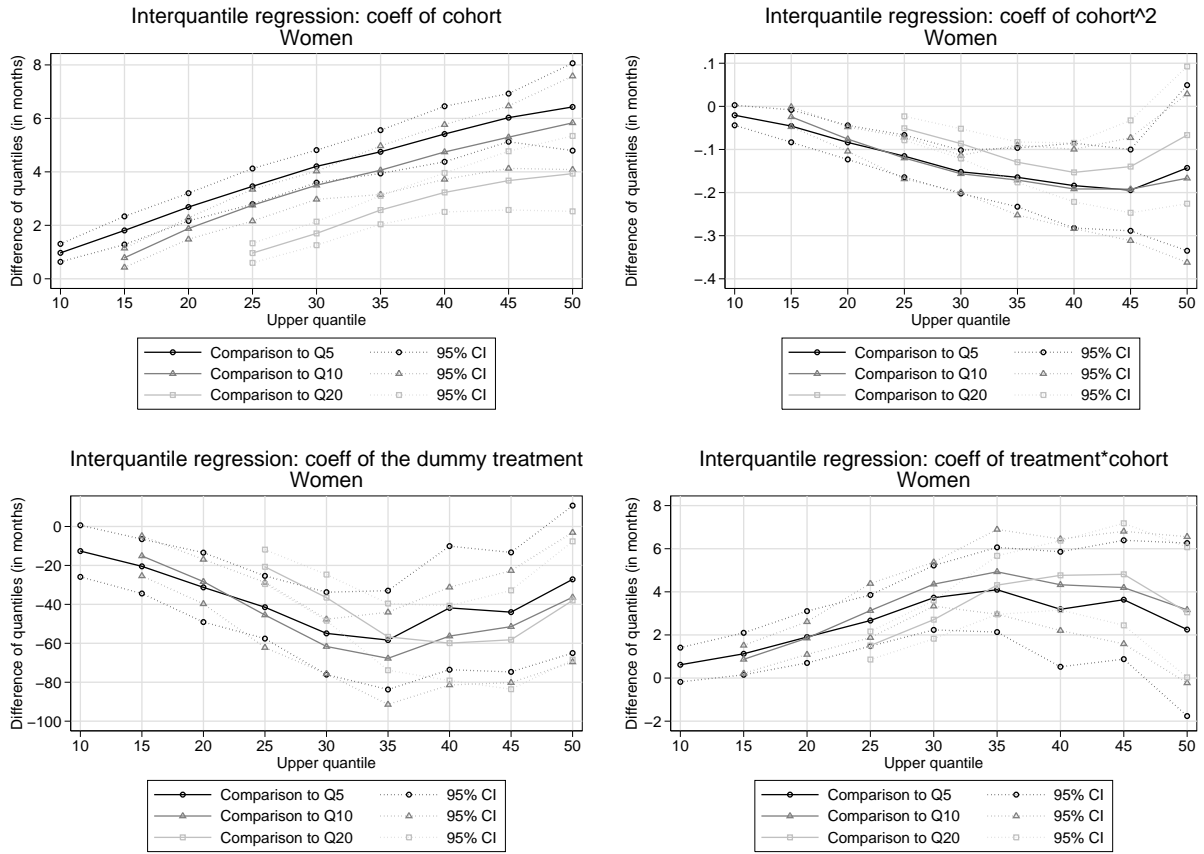 Interquantile regression: coeff of cohort
Women
Difference of quantiles (in months)
8
6
4
2
0
10 15 20 25 30 35 40 45 50
Upper quantile
Comparison to Q5 95% CI
Comparison to Q10 95% CI
Comparison to Q20 95% CI
Interquantile regression: coeff of cohort^2
Women
Difference of quantiles (in months)
.1
0
−.1
−.2
−.3
−.4
10 15 20 25 30 35 40 45 50
Upper quantile
Comparison to Q5 95% CI
Comparison to Q10 95% CI
Comparison to Q20 95% CI
Interquantile regression: coeff of the dummy treatment
Women
Difference of quantiles (in months)
0
−20
−40
−60
−80
−100
10 15 20 25 30 35 40 45 50
Upper quantile
Comparison to Q5 95% CI
Comparison to Q10 95% CI
Comparison to Q20 95% CI
Interquantile regression: coeff of treatment*cohort
Women
Difference of quantiles (in months)
8
6
4
2
0
−2
10 15 20 25 30 35 40 45 50
Upper quantile
Comparison to Q5 95% CI
Comparison to Q10 95% CI
Comparison to Q20 95% CI